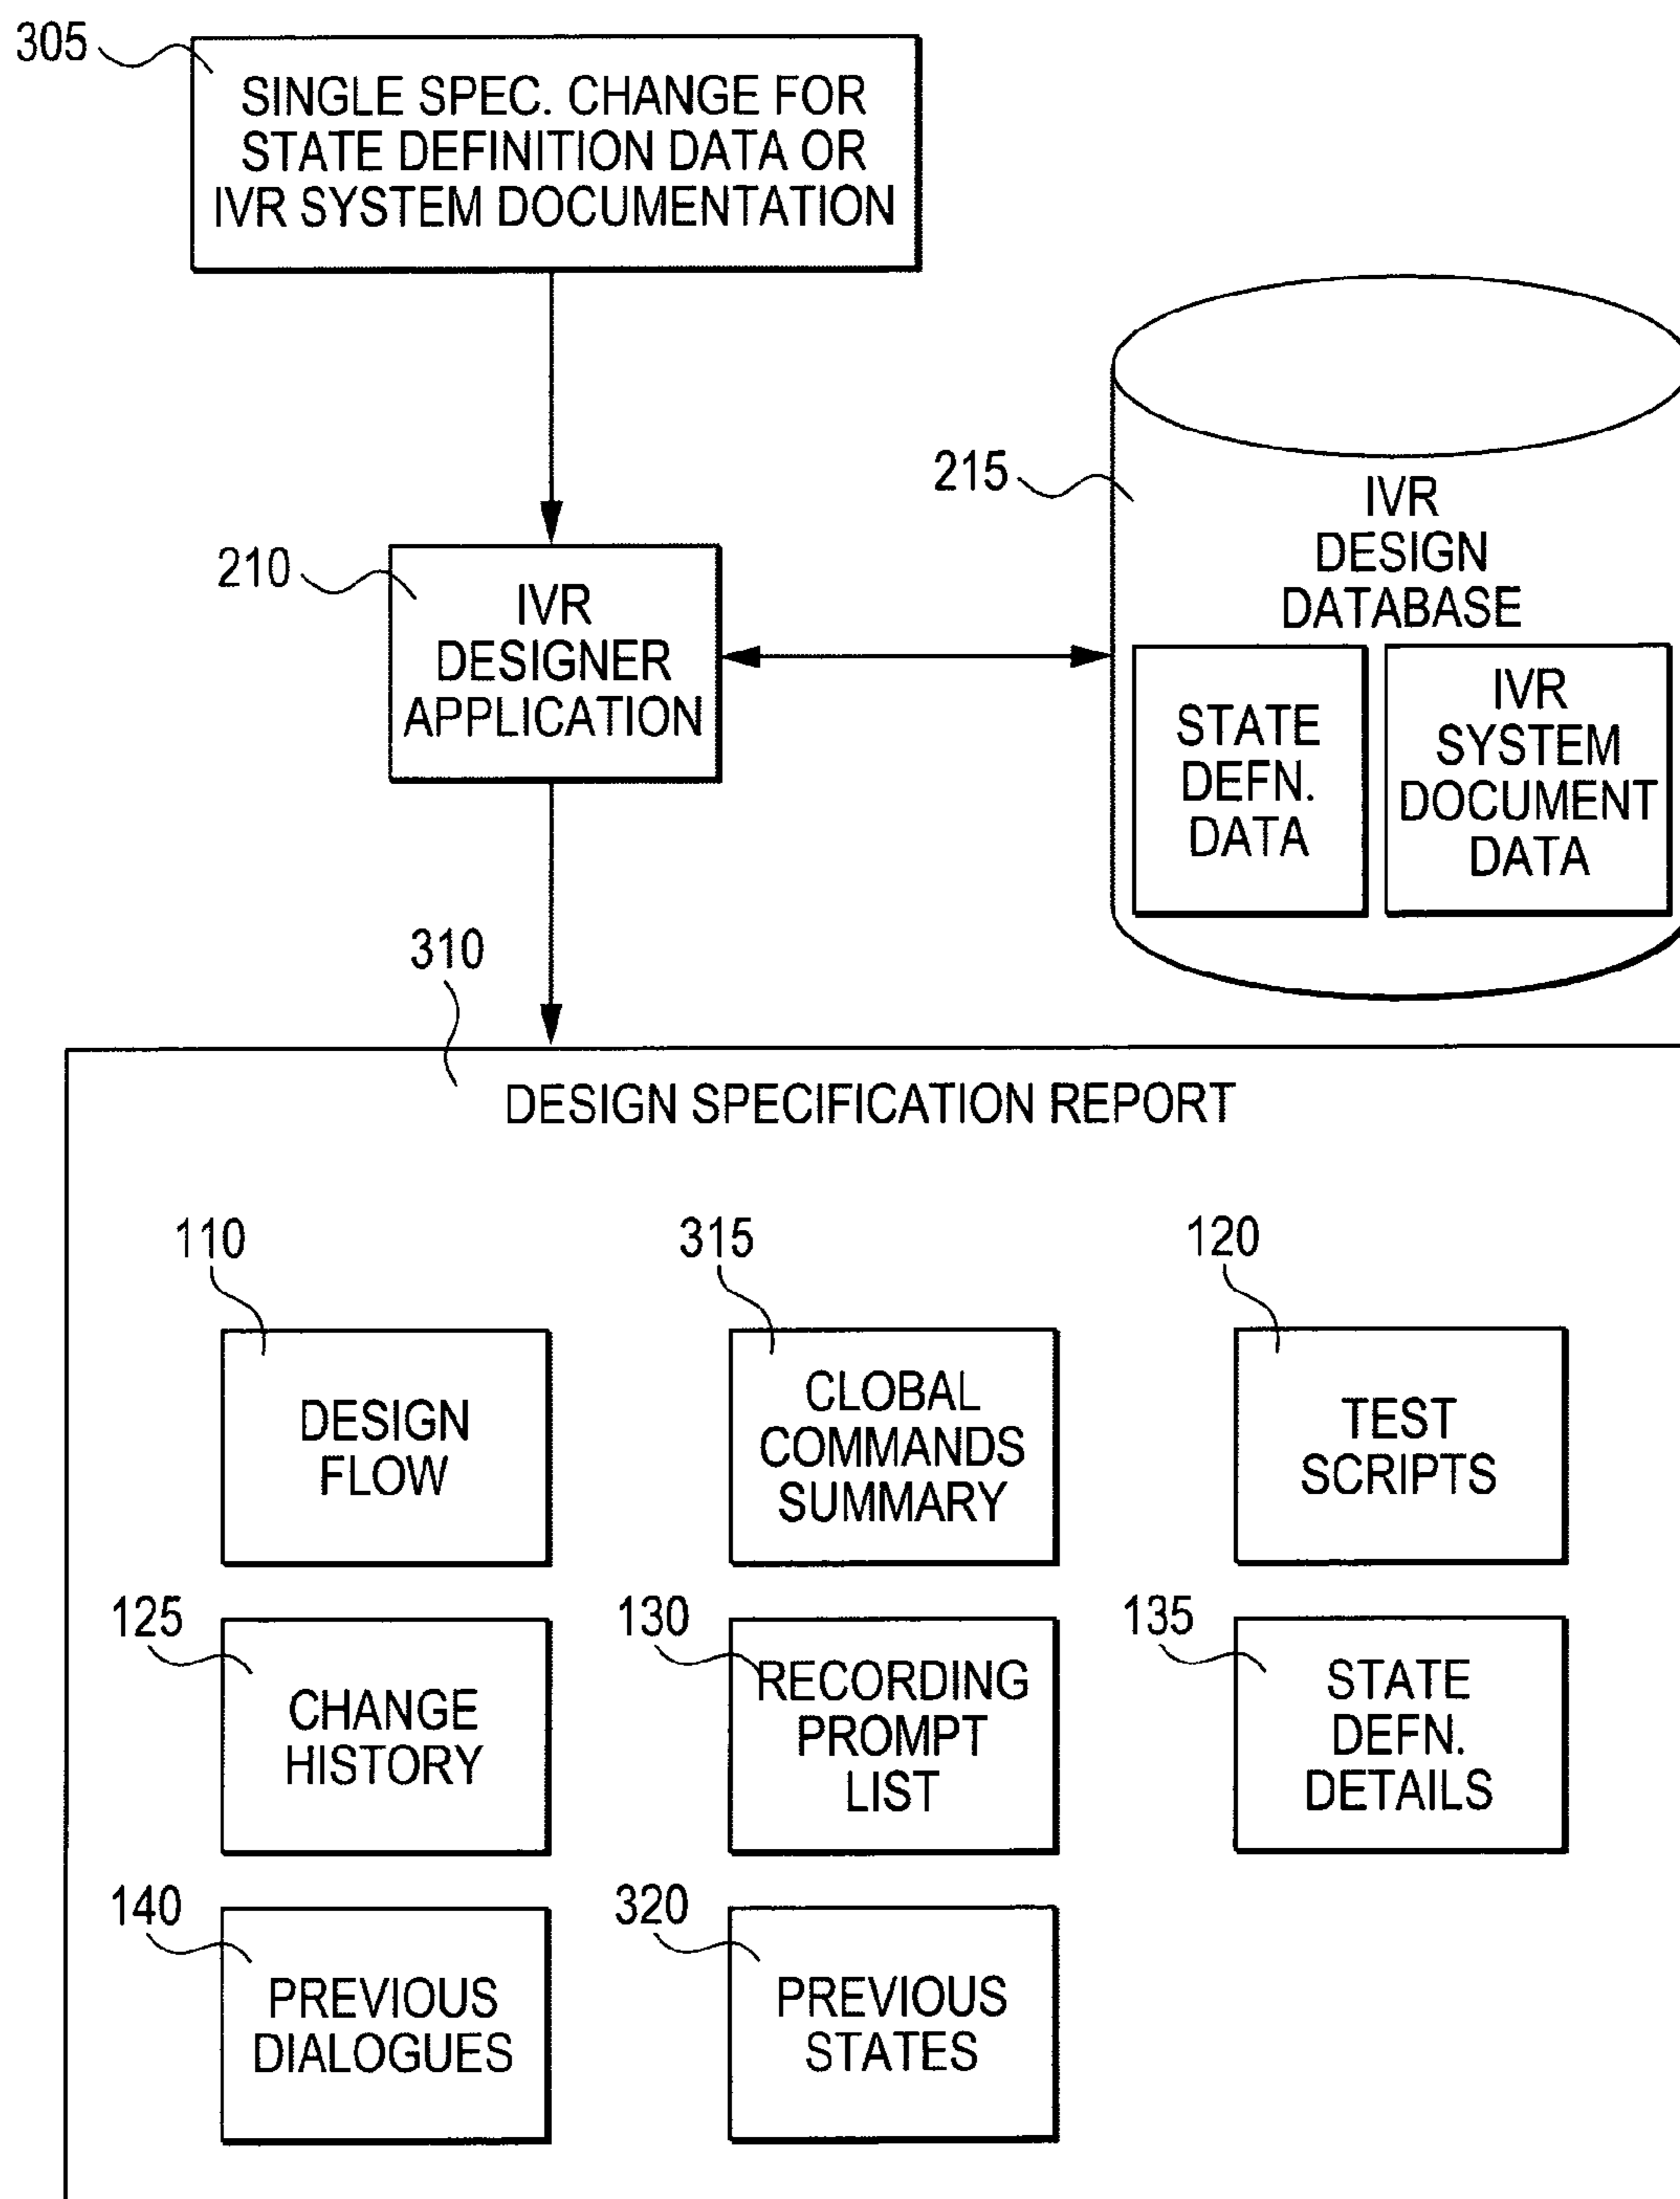 305
SINGLE SPEC. CHANGE FOR
STATE DEFINITION DATA OR
IVR SYSTEM DOCUMENTATION
215
IVR
DESIGN
DATABASE
210
IVR
DESIGNER
APPLICATION
STATE
DEFN.
DATA
IVR
SYSTEM
DOCUMENT
DATA
310
DESIGN SPECIFICATION REPORT
110
DESIGN
FLOW
315
CLOBAL
COMMANDS
SUMMARY
120
TEST
SCRIPTS
125
CHANGE
HISTORY
130
RECORDING
PROMPT
LIST
135
STATE
DEFN.
DETAILS
140
PREVIOUS
DIALOGUES
320
PREVIOUS
STATES